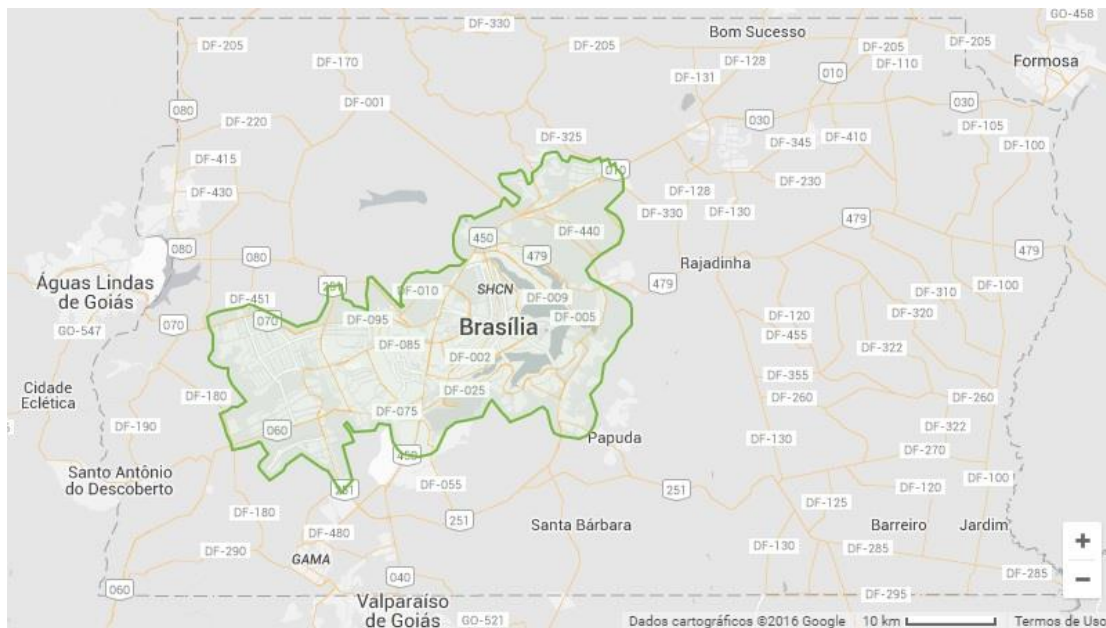 DF-330
GO-458
DF-205
DF-205
Bom Sucesso
DF-205
DF-205
DF-170
DF-128
DF-110
Formosa
DF-131
010
080
DF-001
030
030
DF-220
DF-325
DF-345
DF-410
DF-105
DF-415
DF-100
010
DF-230
DF-430
DF-128
DF-330
DF-130
479
450
DF-440
080
080
479
479
Rajadinha
Águas Lindas
de Goiás
251
479
SHCN
DF-010
DF-009
DF-310
DF-100
DF-451
070
070
DF-095
Brasília
DF-005
DF-120
DF-320
GO-547
DF-085
DF-455
DF-002
DF-322
Cidade
Eclética
DF-180
DF-025
DF-355
DF-075
DF-260
DF-260
DF-190
060
DF-322
Papuda
DF-130
450
DF-270
Santo Antônio
do Descoberto
DF-055
DF-100
251
251
DF-120
DF-180
251
DF-125
DF-480
Santa Bárbara
Barreiro
Jardim
DF-290
GAMA
DF-130
DF-285
DF-285
040
060
DF-295
Valparaíso
de Goiás
GO-521
+
−
Dados cartográficos ©2016 Google
10 km
Termos de Uso